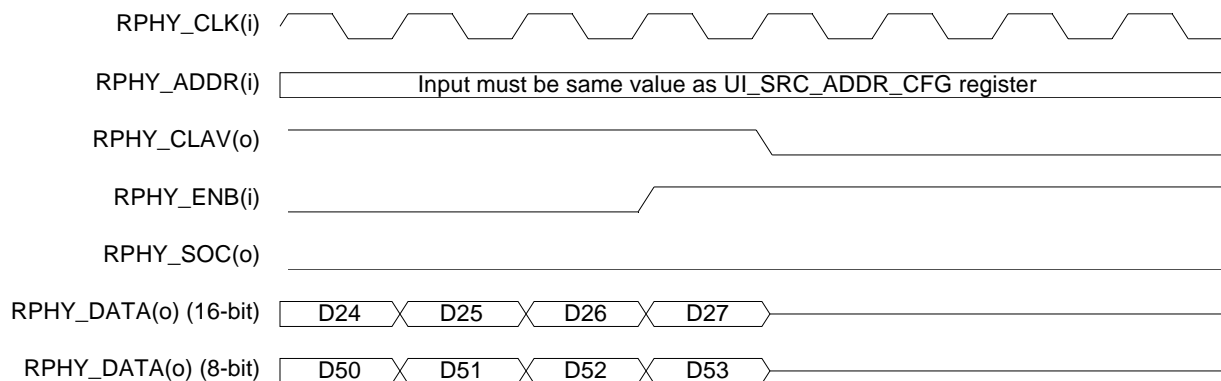 RPHY_CLK(i)
RPHY_ADDR(i) Input must be same value as UI_SRC_ADDR_CFG register
RPHY_CLAV(o)
RPHY_ENB(i)
RPHY_SOC(o)
RPHY_DATA(o) (16-bit) D24 D25 D26 D27
RPHY_DATA(o) (8-bit) D50 D51 D52 D53